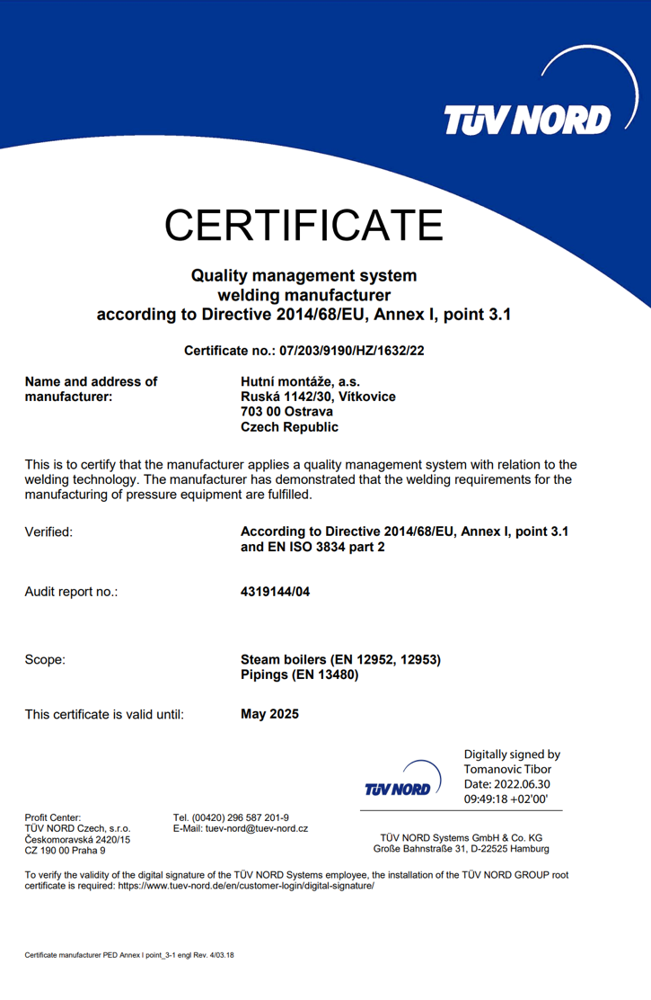 TÜV NORD
CERTIFICATE
Quality management system
welding manufacturer
according to Directive 2014/68/EU, Annex I, point 3.1
Certificate no.: 07/203/9190/HZ/1632/22
Name and address of
manufacturer:
Hutní montáže, a.s.
Ruská 1142/30, Vítkovice
703 00 Ostrava
Czech Republic
This is to certify that the manufacturer applies a quality management system with relation to the
welding technology. The manufacturer has demonstrated that the welding requirements for the
manufacturing of pressure equipment are fulfilled.
Verified:
According to Directive 2014/68/EU, Annex I, point 3.1
and EN ISO 3834 part 2
Audit report no.:
4319144/04
Scope:
Steam boilers (EN 12952, 12953)
Pipings (EN 13480)
This certificate is valid until:
May 2025
TÜV NORD
Digitally signed by
Tomanovic Tibor
Date: 2022.06.30
09:49:18 +02'00'
Profit Center:
TÜV NORD Czech, s.r.o.
Českomoravská 2420/15
CZ 190 00 Praha 9
Tel. (00420) 296 587 201-9
E-Mail: tuev-nord@tuev-nord.cz
TÜV NORD Systems GmbH & Co. KG
Große Bahnstraße 31, D-22525 Hamburg
To verify the validity of the digital signature of the TÜV NORD Systems employee, the installation of the TÜV NORD GROUP root
certificate is required: https://www.tuev-nord.de/en/customer-login/digital-signature/
Certificate manufacturer PED Annex I point_3-1 engl Rev. 4/03.18